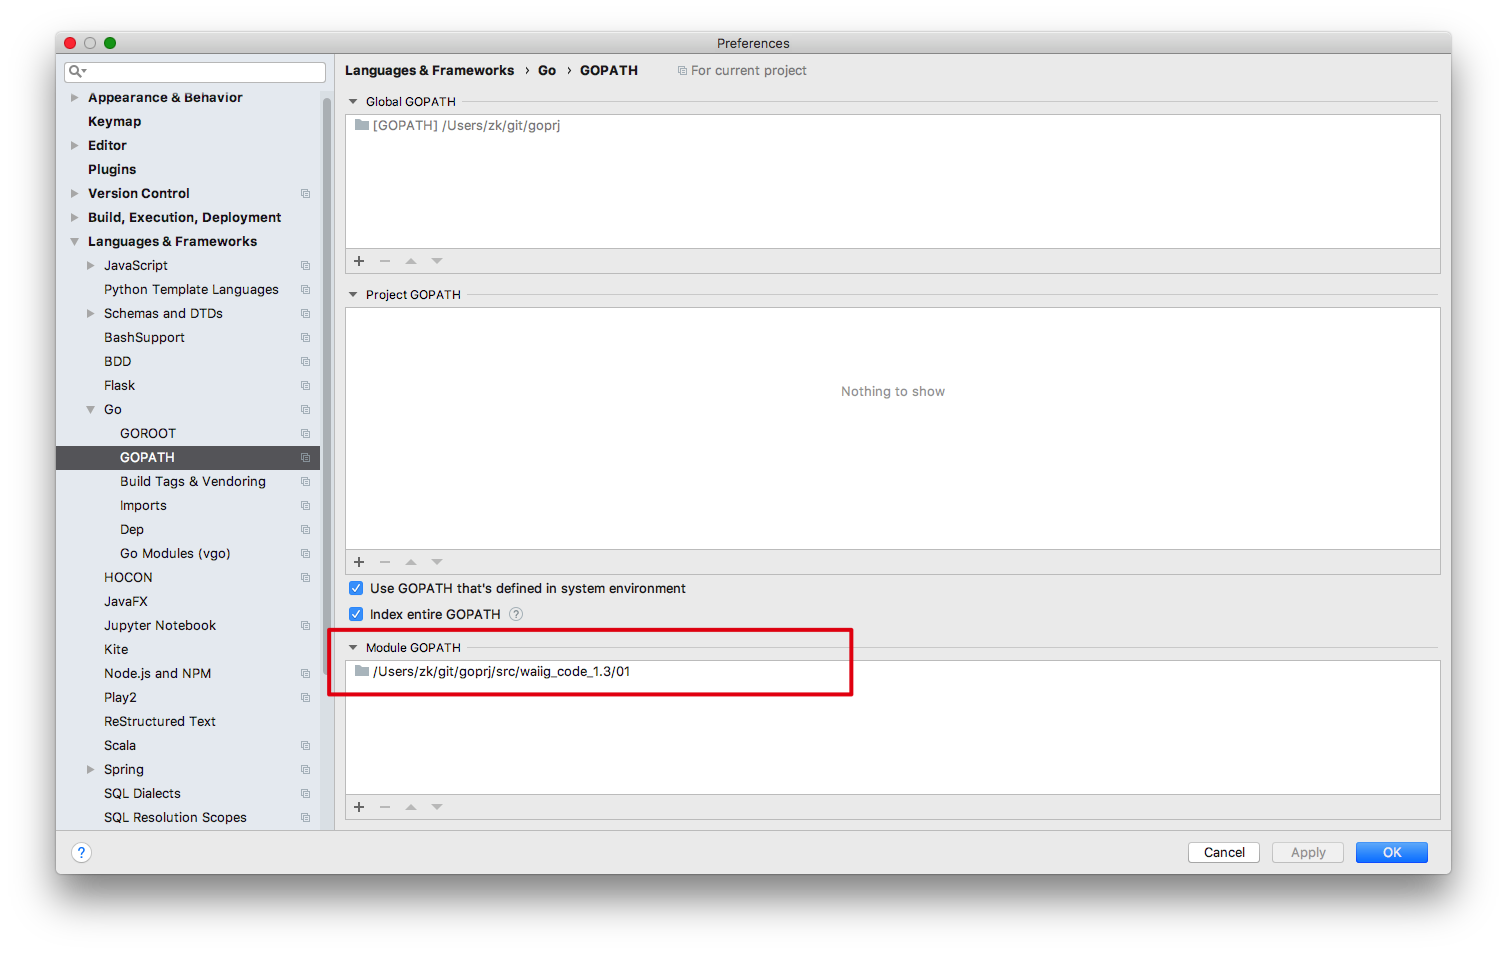 Preferences
Appearance & Behavior
Keymap
Editor
Plugins
Version Control
Build, Execution, Deployment
Languages & Frameworks
JavaScript
Python Template Languages
Schemas and DTDs
BashSupport
BDD
Flask
Go
GOROOT
GOPATH
Build Tags & Vendoring
Imports
Dep
Go Modules (vgo)
HOCON
JavaFX
Jupyter Notebook
Kite
Node.js and NPM
Play2
ReStructured Text
Scala
Spring
SQL Dialects
SQL Resolution Scopes
Languages & Frameworks › Go › GOPATH For current project
Global GOPATH
[GOPATH] /Users/zk/git/goprj
Project GOPATH
Nothing to show
Use GOPATH that's defined in system environment
Index entire GOPATH ?
Module GOPATH
/Users/zk/git/goprj/src/waiig_code_1.3/01
? Cancel Apply OK